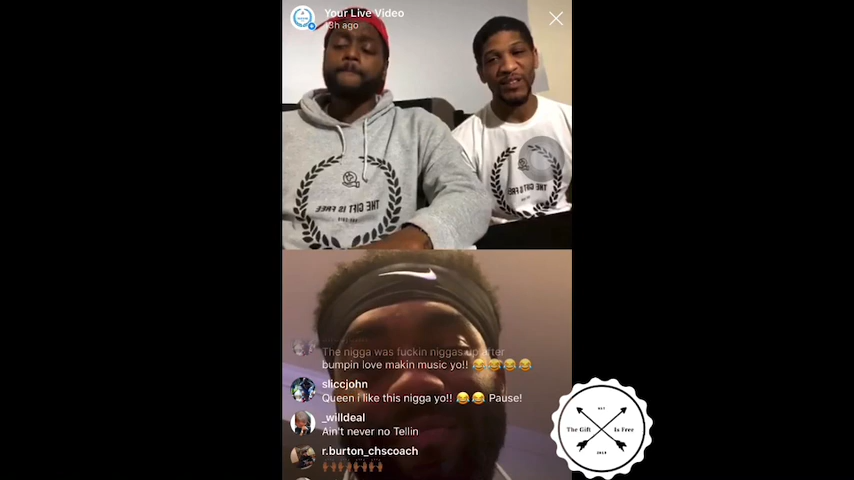 Your Live Video
13h ago
THE GIFT IS FREE
THE GIFT IS FREE
The nigga was fuckin niggas up after
bumpin love makin music yo!! 😂😂😂😂
sliccjohn
Queen i like this nigga yo!! 😂😂 Pause!
_willdeal
Ain't never no Tellin
r.burton_chscoach
🙌🏾🙌🏾🙌🏾🙌🏾
EST
The Gift Is Free
2018